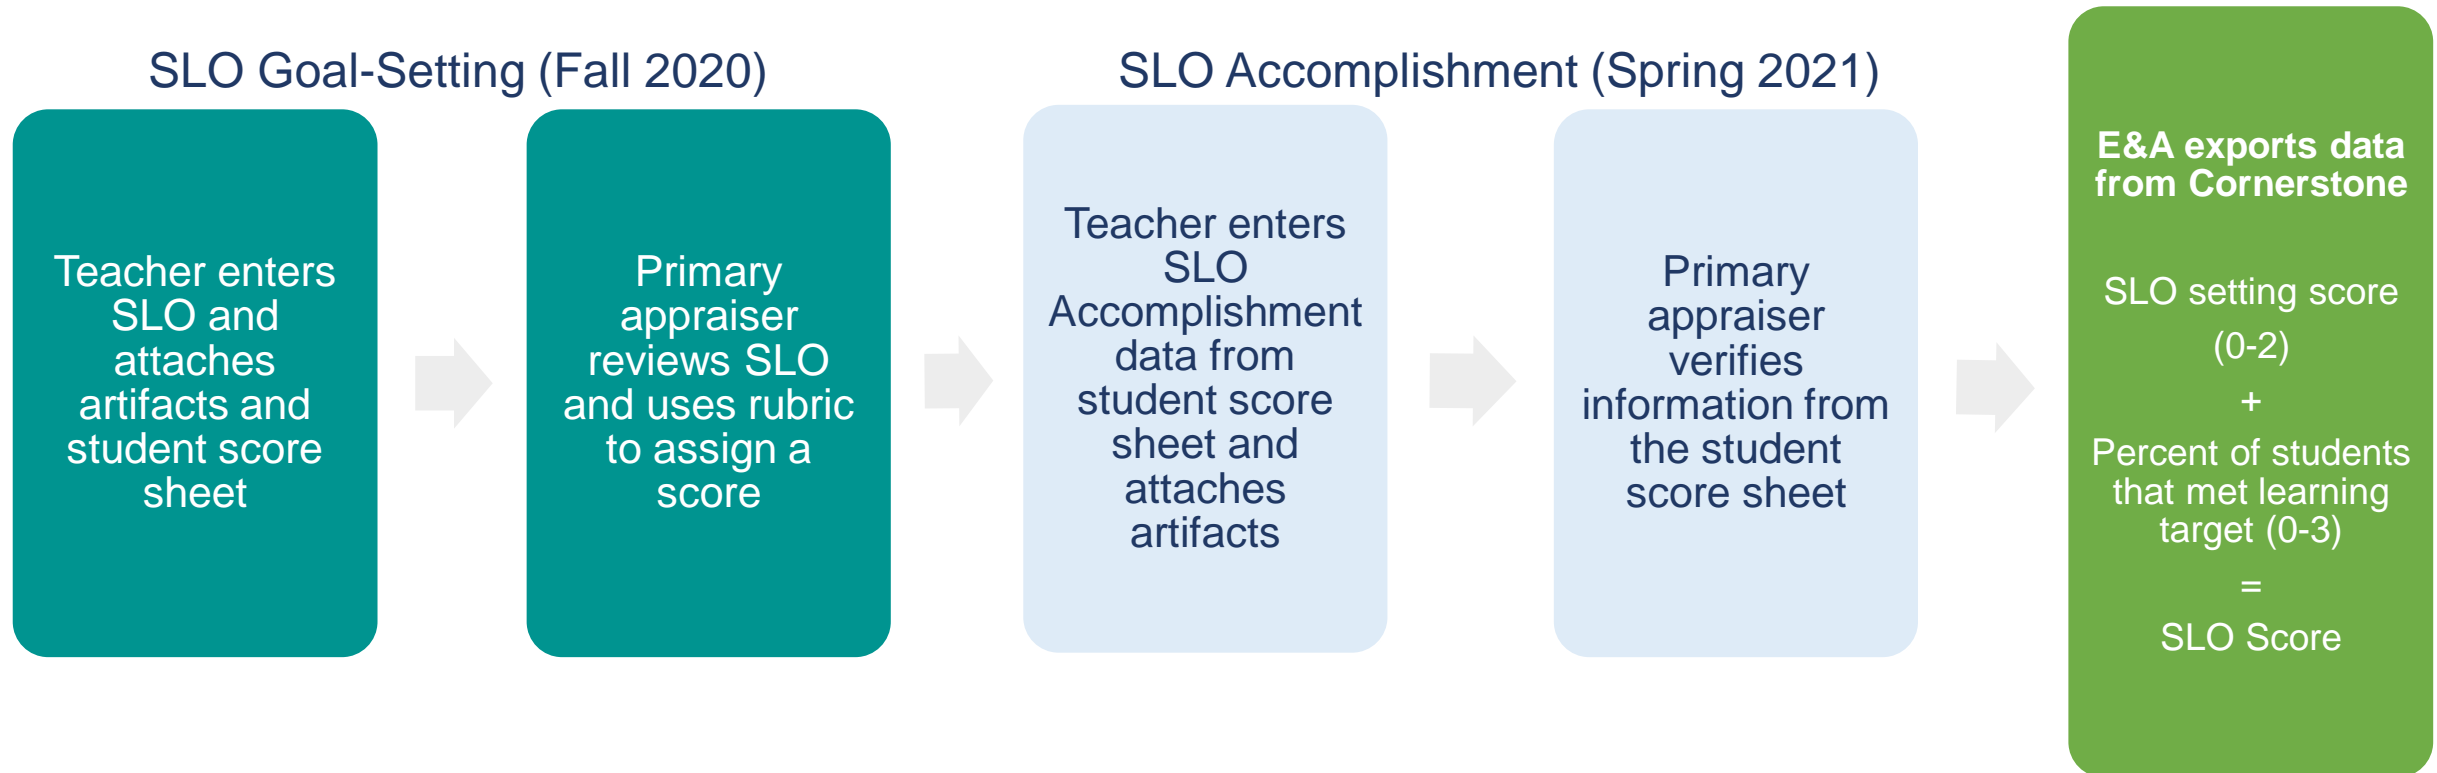 SLO Goal-Setting (Fall 2020)
Teacher enters
SLO and
attaches
artifacts and
student score
sheet
Primary
appraiser
reviews SLO
and uses rubric
to assign a
score
SLO Accomplishment (Spring 2021)
Teacher enters
SLO
Accomplishment
data from
student score
sheet and
attaches
artifacts
Primary
appraiser
verifies
information from
the student
score sheet
E&A exports data
from Cornerstone
SLO setting score
(0-2)
+
Percent of students
that met learning
target (0-3)
=
SLO Score